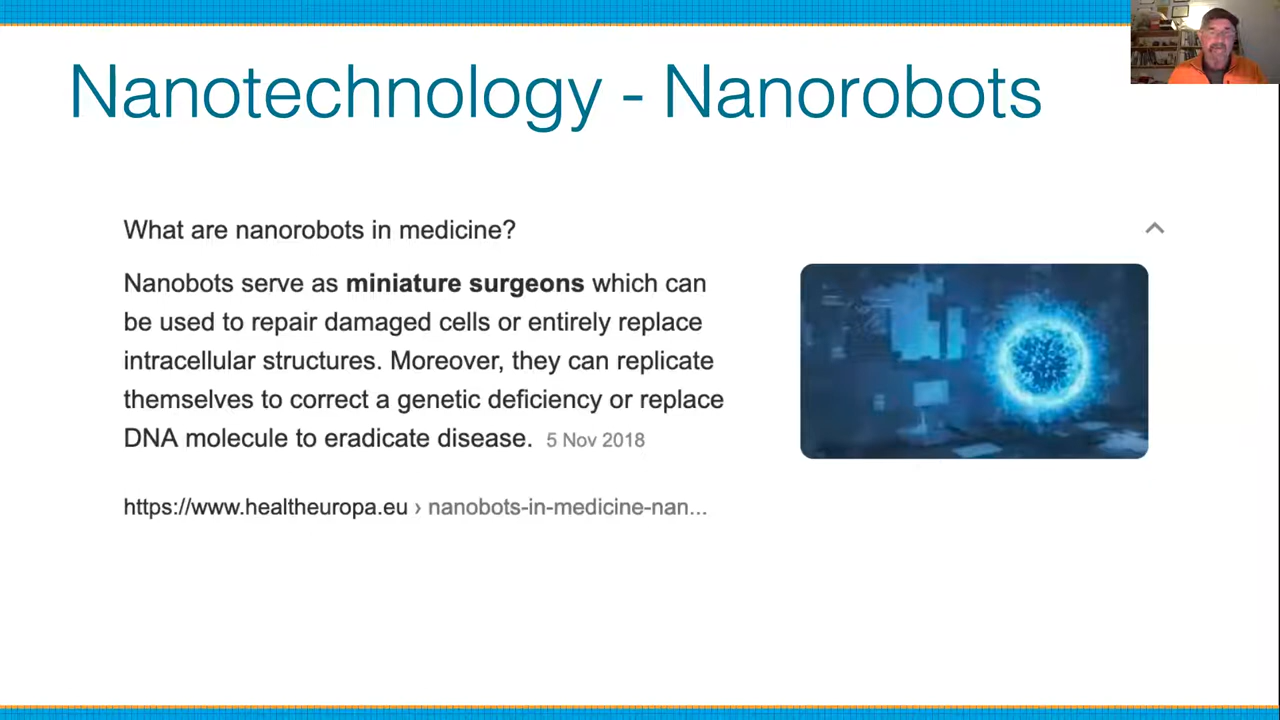 Nanotechnology - Nanorobots
What are nanorobots in medicine?
Nanobots serve as miniature surgeons which can
be used to repair damaged cells or entirely replace
intracellular structures. Moreover, they can replicate
themselves to correct a genetic deficiency or replace
DNA molecule to eradicate disease. 5 Nov 2018
https://www.healtheuropa.eu › nanobots-in-medicine-nan...